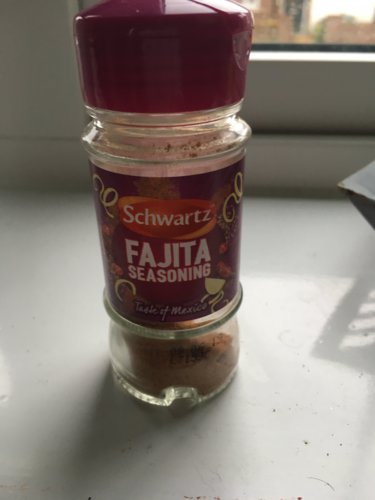 Schwartz
FAJITA
SEASONING
Taste of Mexico